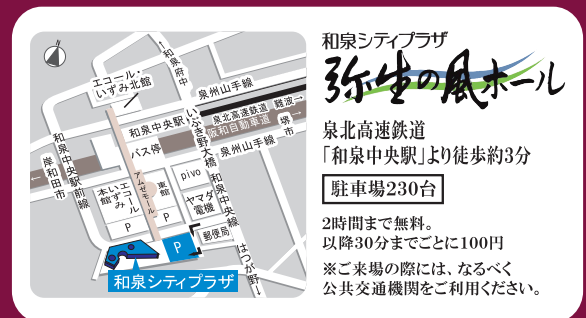 和泉シティプラザ
弥生の風ホール
泉北高速鉄道
「和泉中央駅」より徒歩約3分
駐車場230台
2時間まで無料。
以降30分までごとに100円
※ご来場の際には、なるべく
公共交通機関をご利用ください。
←和泉府中
エコール・
いずみ北館
泉州山手線
和泉中央駅
泉北高速鉄道 難波→
阪和自動車道 堺市→
泉州山手線
いぶき野大橋
バス停
アムゼモール
和泉中央駅前線
←岸和田市
エコール
いずみ
本館
東館
pivo
ヤマダ
電機
郵便局
和泉中央線
はつが野→
P
P
P
和泉シティプラザ